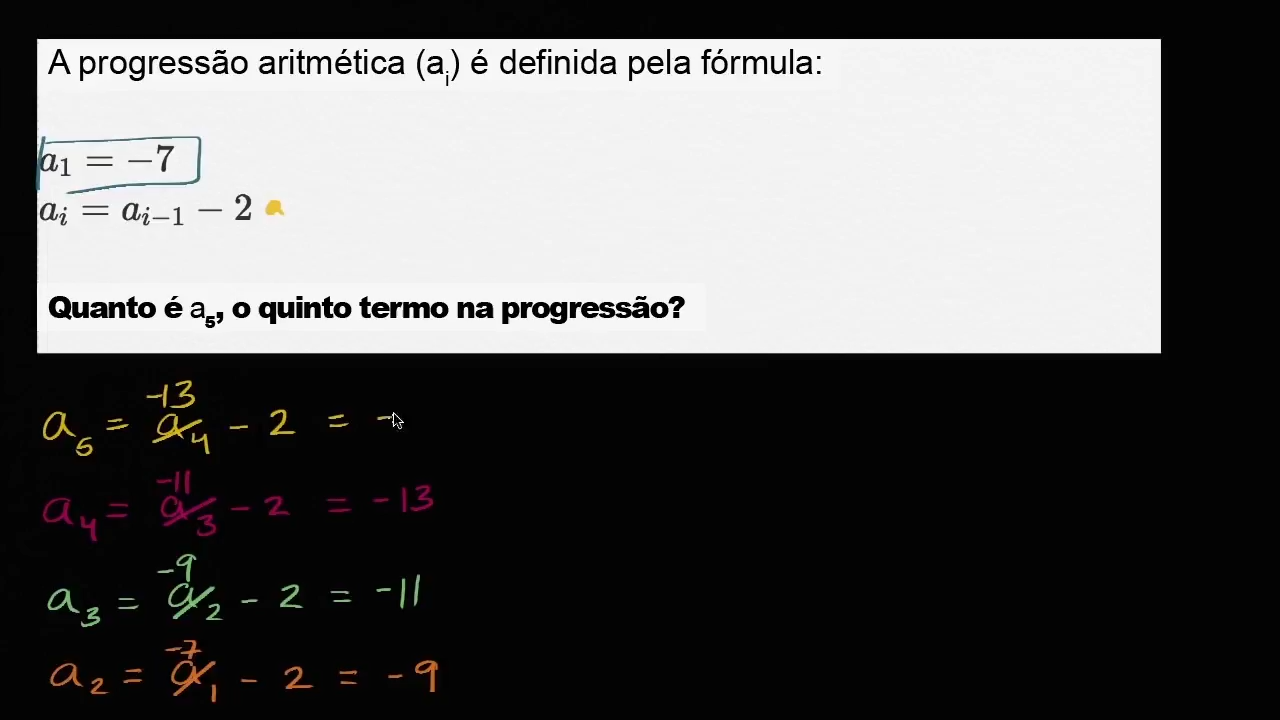 A progressão aritmética (aᵢ) é definida pela fórmula:
a₁ = −7
aᵢ = aᵢ₋₁ − 2 a
Quanto é a₅, o quinto termo na progressão?
-13
a₅ = a₄ - 2 = -
-11
a₄ = a₃ - 2 = -13
-9
a₃ = a₂ - 2 = -11
-7
a₂ = a₁ - 2 = -9